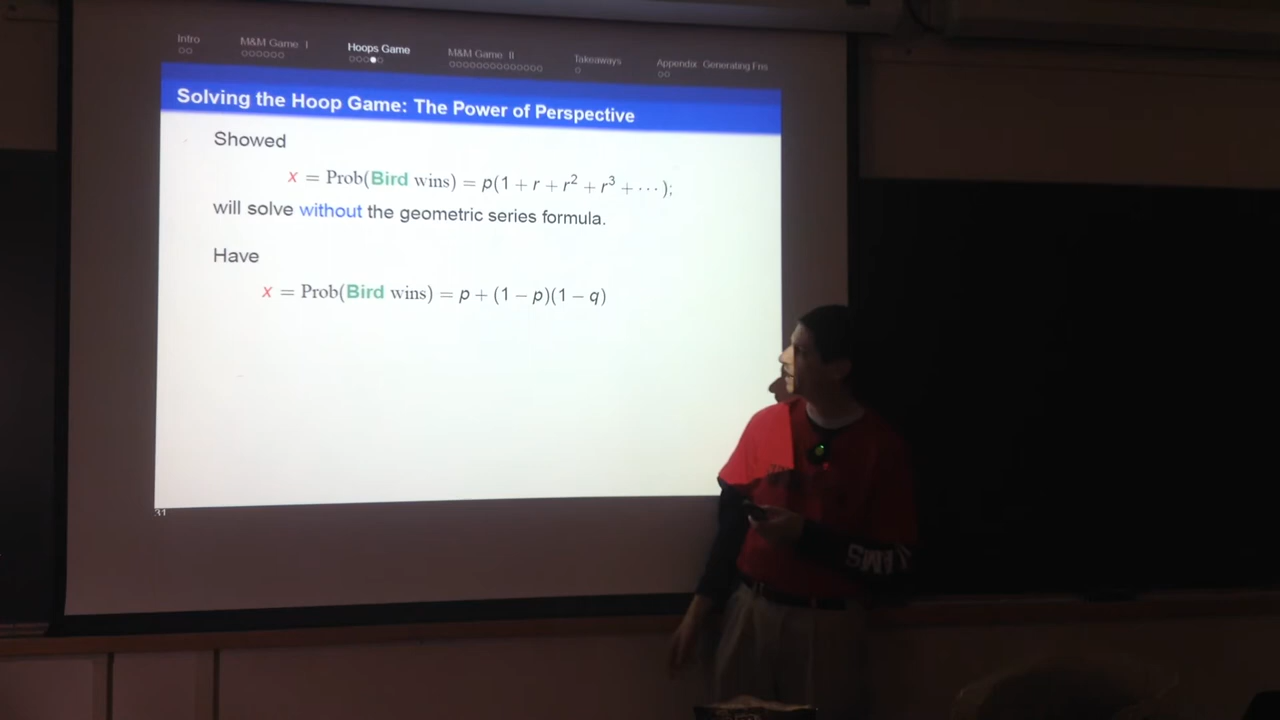 Intro
M&M Game I
Hoops Game
M&M Game II
Takeaways
Appendix Generating Fns
Solving the Hoop Game: The Power of Perspective
Showed
x = Prob(Bird wins) = p(1 + r + r² + r³ + ···);
will solve without the geometric series formula.
Have
x = Prob(Bird wins) = p + (1 − p)(1 − q)
31